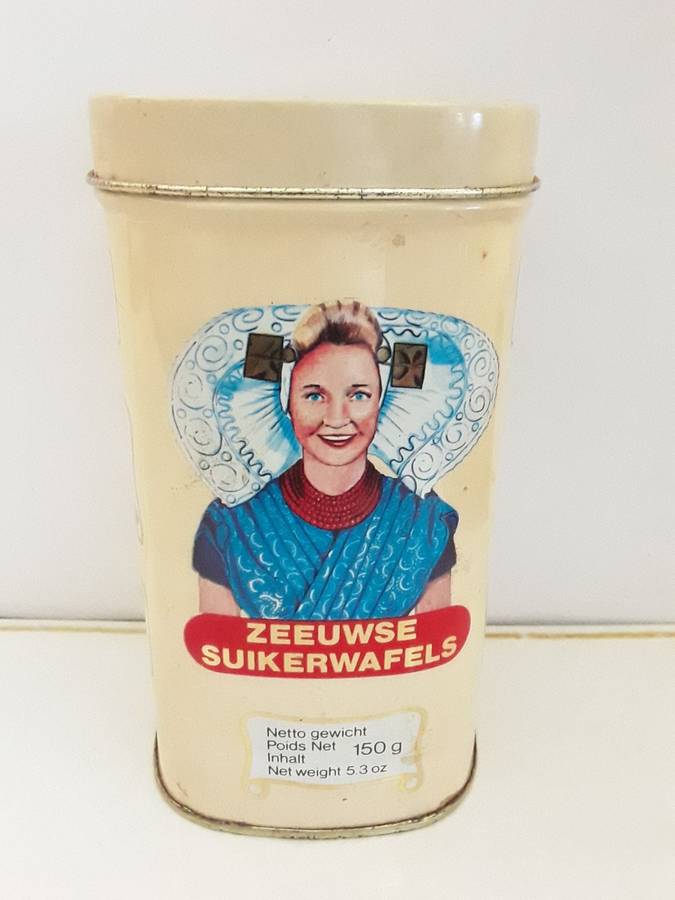 ZEEUWSE
SUIKERWAFELS
Netto gewicht
Poids Net 150 g
Inhalt
Net weight 5.3 oz